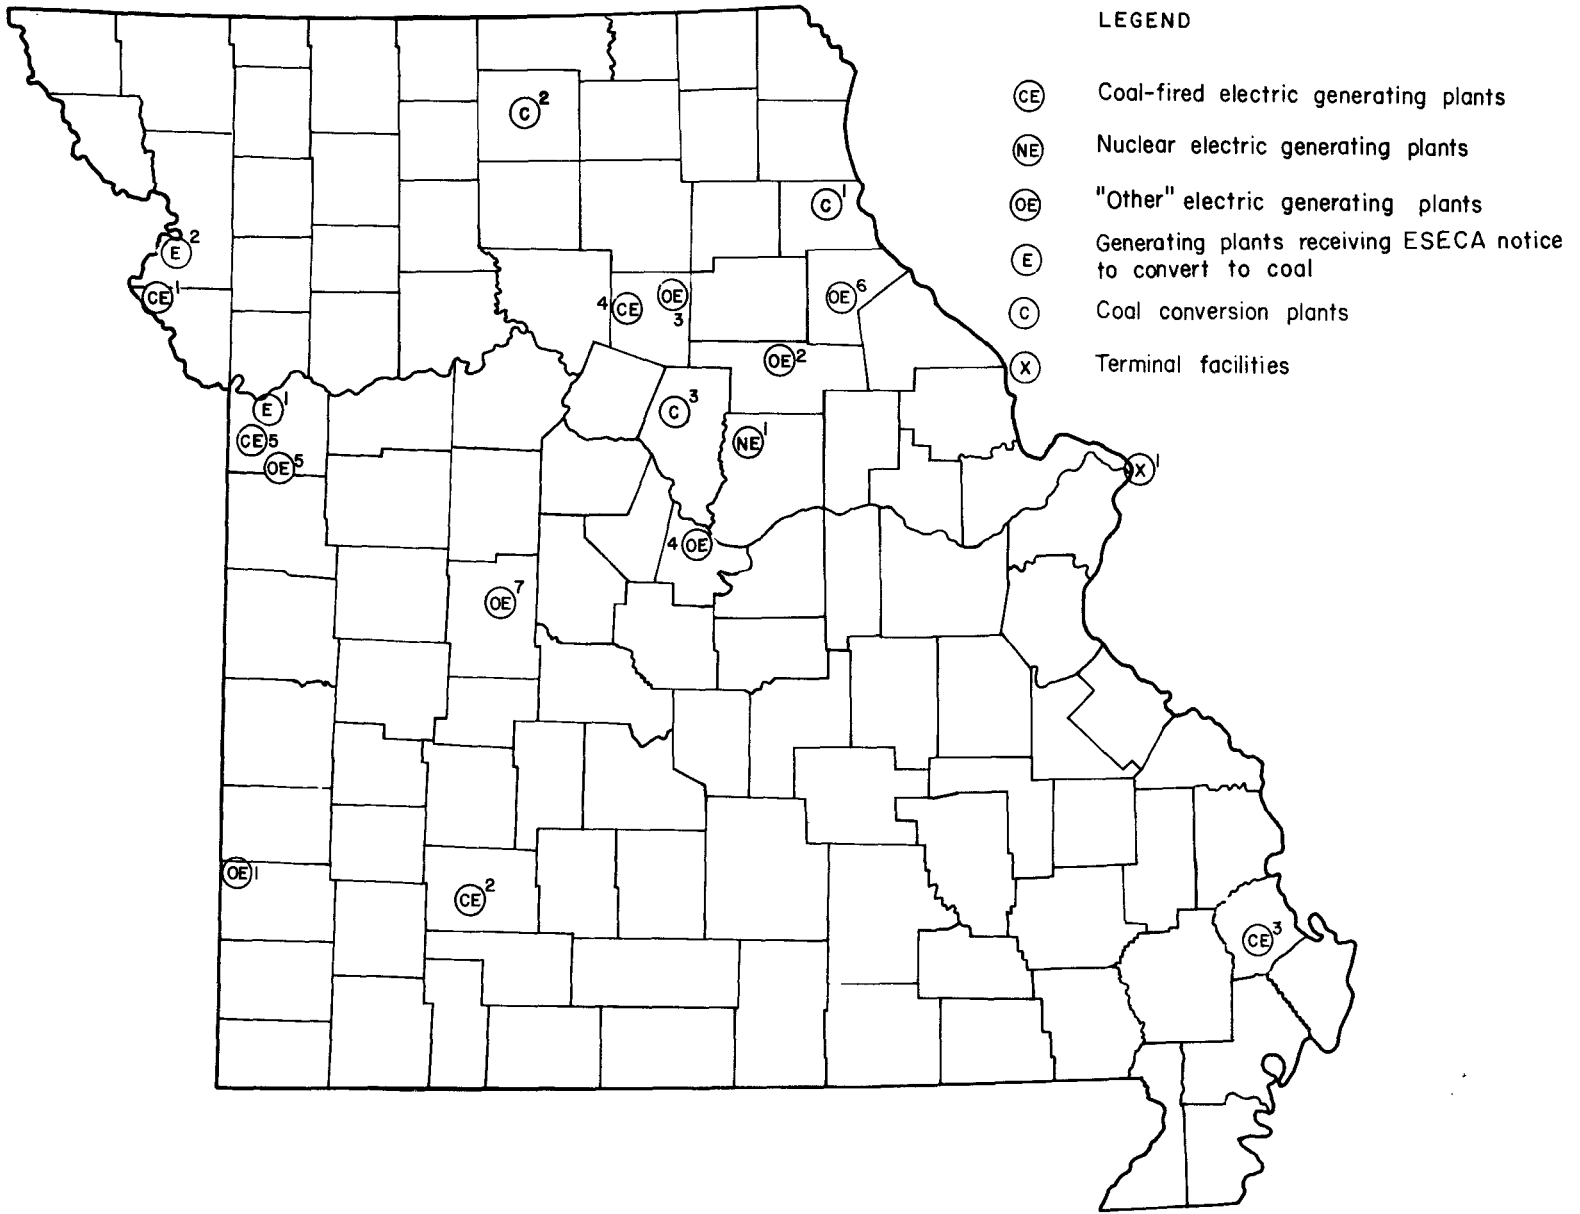 LEGEND
CE Coal-fired electric generating plants
NE Nuclear electric generating plants
OE "Other" electric generating plants
E Generating plants receiving ESECA notice
to convert to coal
C Coal conversion plants
X Terminal facilities
C 2
C 1
E 2
CE 1
4 CE
OE 3
OE 6
OE 2
E 1
C 3
CE 5
NE 1
OE 5
X 1
4 OE
OE 7
OE 1
CE 2
CE 3